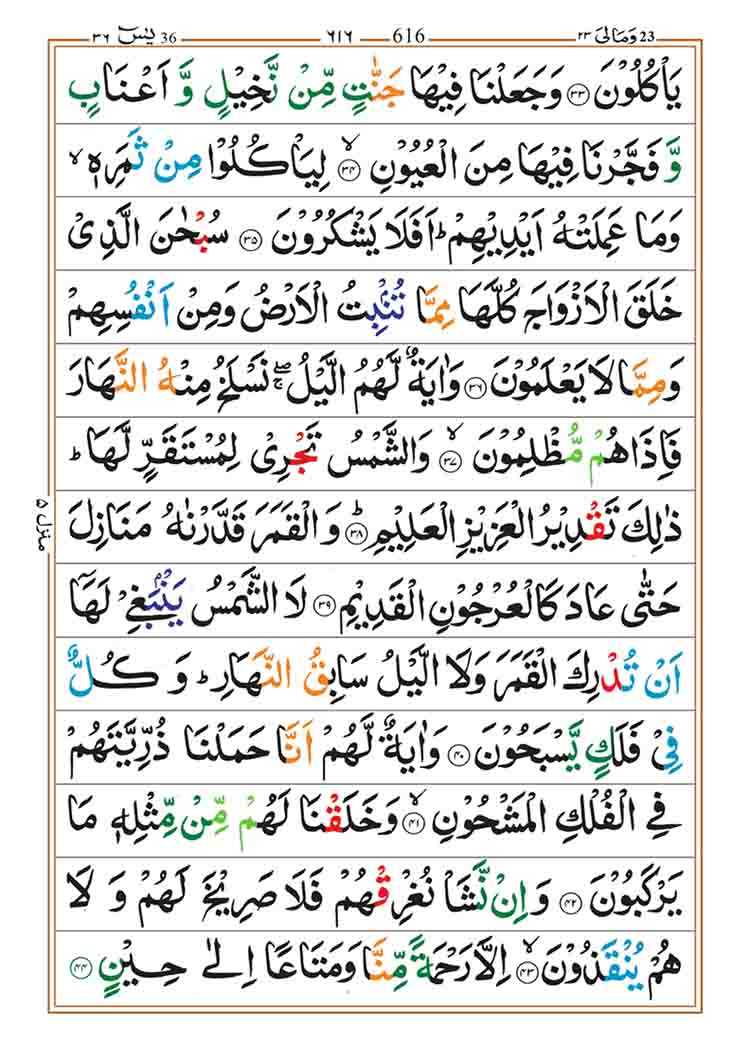 36 يٰسٓ ٣٦ 616 ٦١٦ 23 وَمَالِیَ ٢٣
يَاْكُلُوْنَ ﴿٣٣﴾ وَجَعَلْنَا فِيْهَا جَنّٰتٍ مِّنْ نَّخِيْلٍ وَّ اَعْنَابٍ
وَّ فَجَّرْنَا فِيْهَا مِنَ الْعُيُوْنِ ﴿٣٤﴾ۙ لِيَاْكُلُوْا مِنْ ثَمَرِهٖ ۙ
وَمَا عَمِلَتْهُ اَيْدِيْهِمْ ؕ اَفَلَا يَشْكُرُوْنَ ﴿٣٥﴾ سُبْحٰنَ الَّذِىْ
خَلَقَ الْاَزْوَاجَ كُلَّهَا مِمَّا تُنْۢبِتُ الْاَرْضُ وَمِنْ اَنْفُسِهِمْ
وَمِمَّا لَا يَعْلَمُوْنَ ﴿٣٦﴾ وَاٰيَةٌ لَّهُمُ الَّيْلُ ۖۚ نَسْلَخُ مِنْهُ النَّهَارَ
فَاِذَاهُمْ مُّظْلِمُوْنَ ﴿٣٧﴾ۙ وَالشَّمْسُ تَجْرِىْ لِمُسْتَقَرٍّ لَّهَا ؕ
ذٰلِكَ تَقْدِيْرُ الْعَزِيْزِ الْعَلِيْمِ ﴿٣٨﴾ؕ وَالْقَمَرَ قَدَّرْنٰهُ مَنَازِلَ
حَتّٰى عَادَ كَالْعُرْجُوْنِ الْقَدِيْمِ ﴿٣٩﴾ لَا الشَّمْسُ يَنْۢبَغِىْ لَهَاۤ
اَنْ تُدْرِكَ الْقَمَرَ وَلَا الَّيْلُ سَابِقُ النَّهَارِ ؕ وَ كُلٌّ
فِىْ فَلَكٍ يَّسْبَحُوْنَ ﴿٤٠﴾ وَاٰيَةٌ لَّهُمْ اَنَّا حَمَلْنَا ذُرِّيَّتَهُمْ
فِى الْفُلْكِ الْمَشْحُوْنِ ﴿٤١﴾ۙ وَخَلَقْنَا لَهُمْ مِّنْ مِّثْلِهٖ مَا
يَرْكَبُوْنَ ﴿٤٢﴾ وَاِنْ نَّشَاْ نُغْرِقْهُمْ فَلَا صَرِيْخَ لَهُمْ وَ لَا
هُمْ يُنْقَذُوْنَ ﴿٤٣﴾ۙ اِلَّا رَحْمَةً مِّنَّا وَمَتَاعًا اِلٰى حِيْنٍ ﴿٤٤﴾
منزل ٥